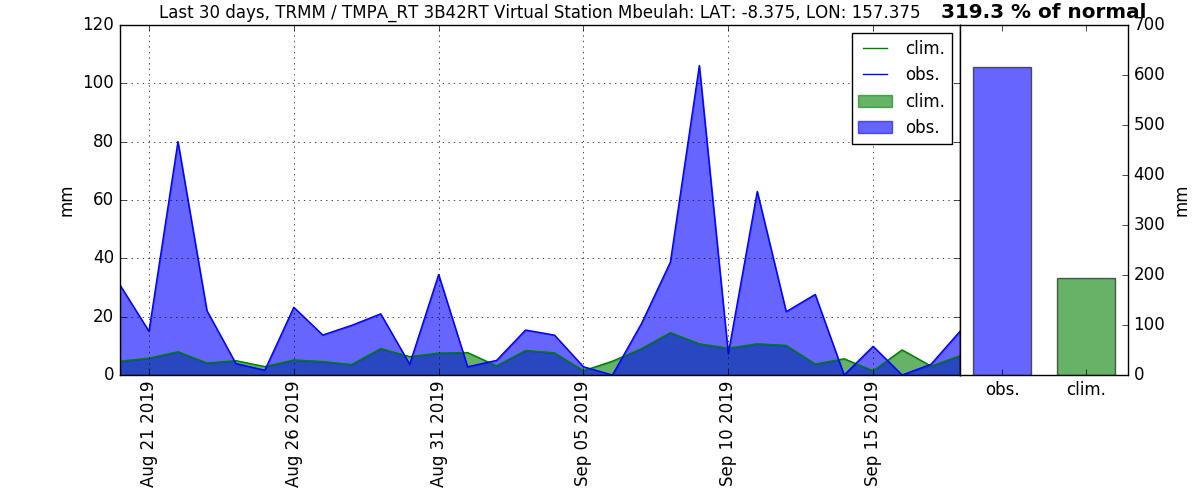 Last 30 days, TRMM / TMPA_RT 3B42RT Virtual Station Mbeulah: LAT: -8.375, LON: 157.375
319.3 % of normal
120
100
80
60
40
20
0
mm
clim.
obs.
clim.
obs.
700
600
500
400
300
200
100
0
mm
Aug 21 2019
Aug 26 2019
Aug 31 2019
Sep 05 2019
Sep 10 2019
Sep 15 2019
obs.
clim.